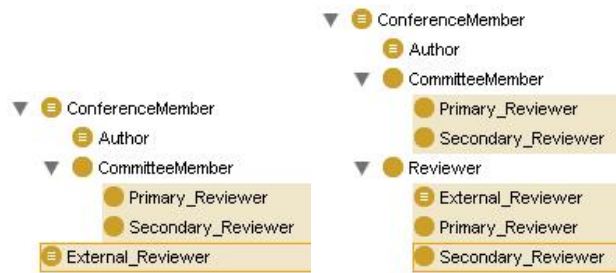 ConferenceMember
Author
CommitteeMember
Primary_Reviewer
Secondary_Reviewer
External_Reviewer
ConferenceMember
Author
CommitteeMember
Primary_Reviewer
Secondary_Reviewer
Reviewer
External_Reviewer
Primary_Reviewer
Secondary_Reviewer